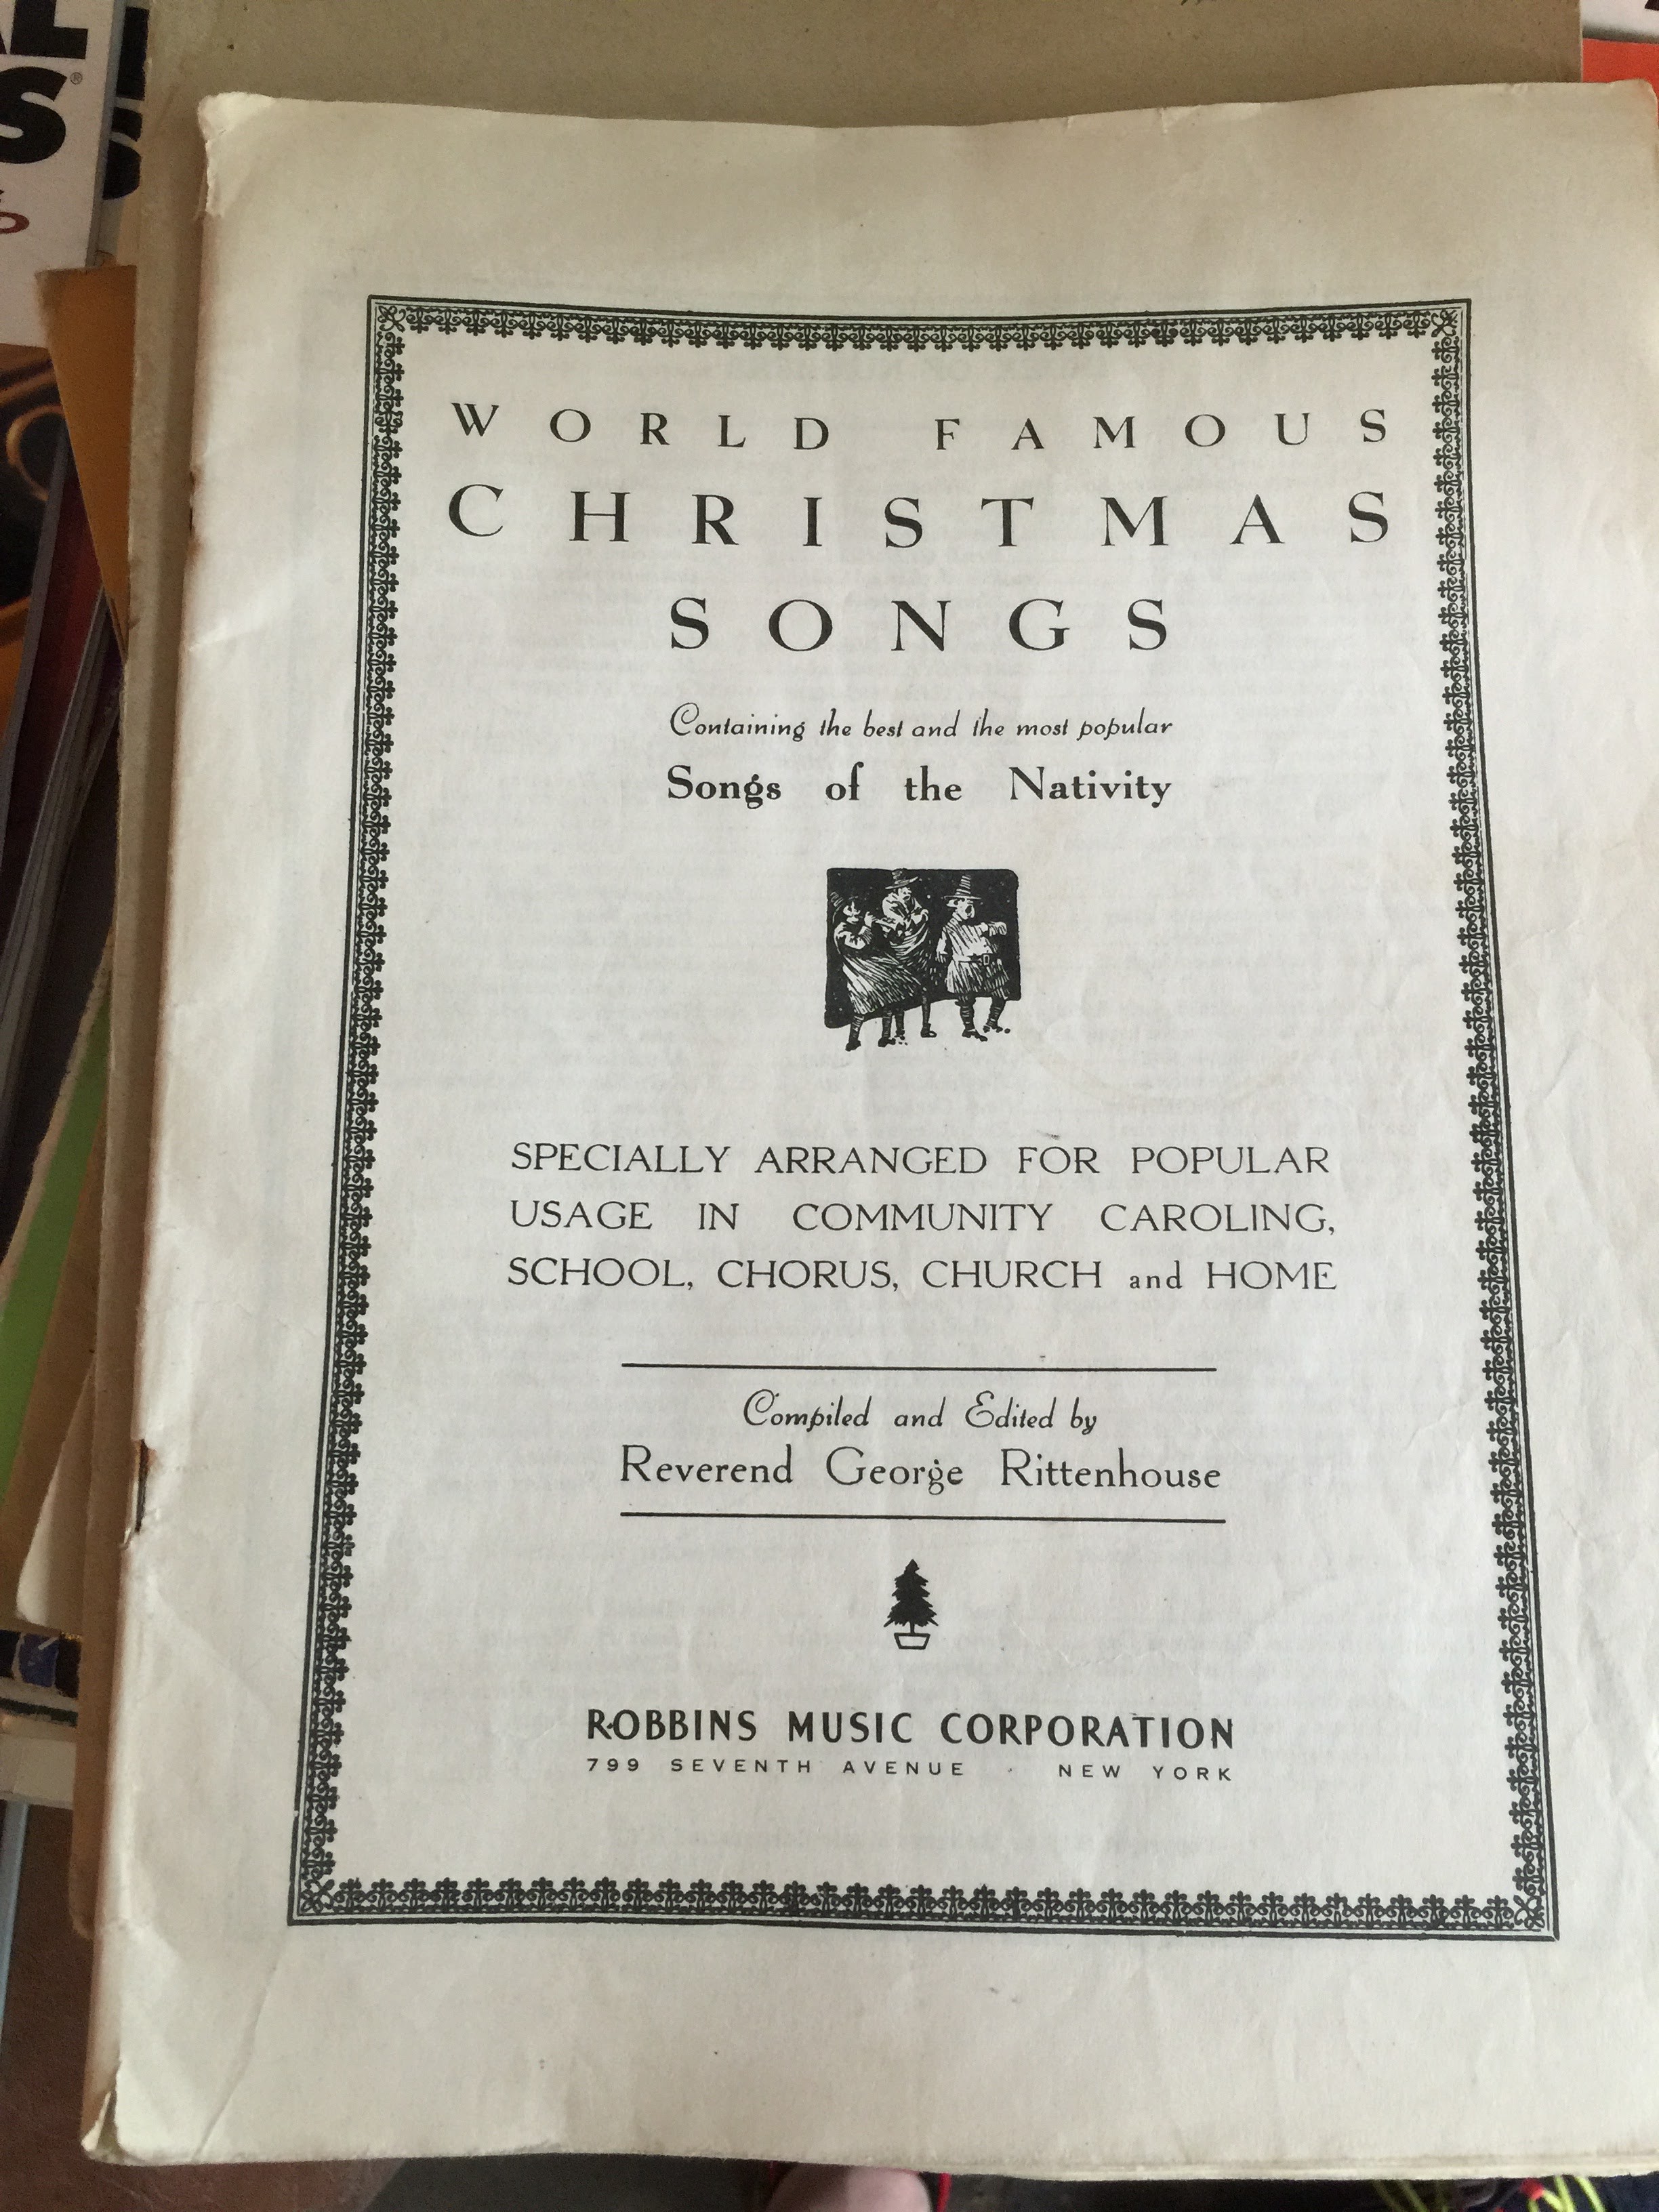 WORLD FAMOUS
CHRISTMAS
SONGS
Containing the best and the most popular
Songs of the Nativity
SPECIALLY ARRANGED FOR POPULAR
USAGE IN COMMUNITY CAROLING,
SCHOOL, CHORUS, CHURCH and HOME
Compiled and Edited by
Reverend George Rittenhouse
ROBBINS MUSIC CORPORATION
799 SEVENTH AVENUE · NEW YORK